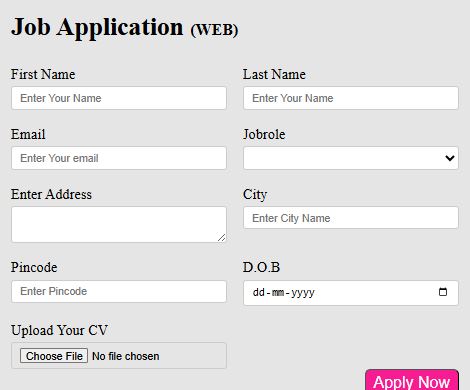 Job Application (WEB)
First Name
Last Name
Enter Your Name
Enter Your Name
Email
Jobrole
Enter Your email
Enter Address
City
Enter City Name
Pincode
D.O.B
Enter Pincode
dd-mm-yyyy
Upload Your CV
Choose File No file chosen
Apply Now